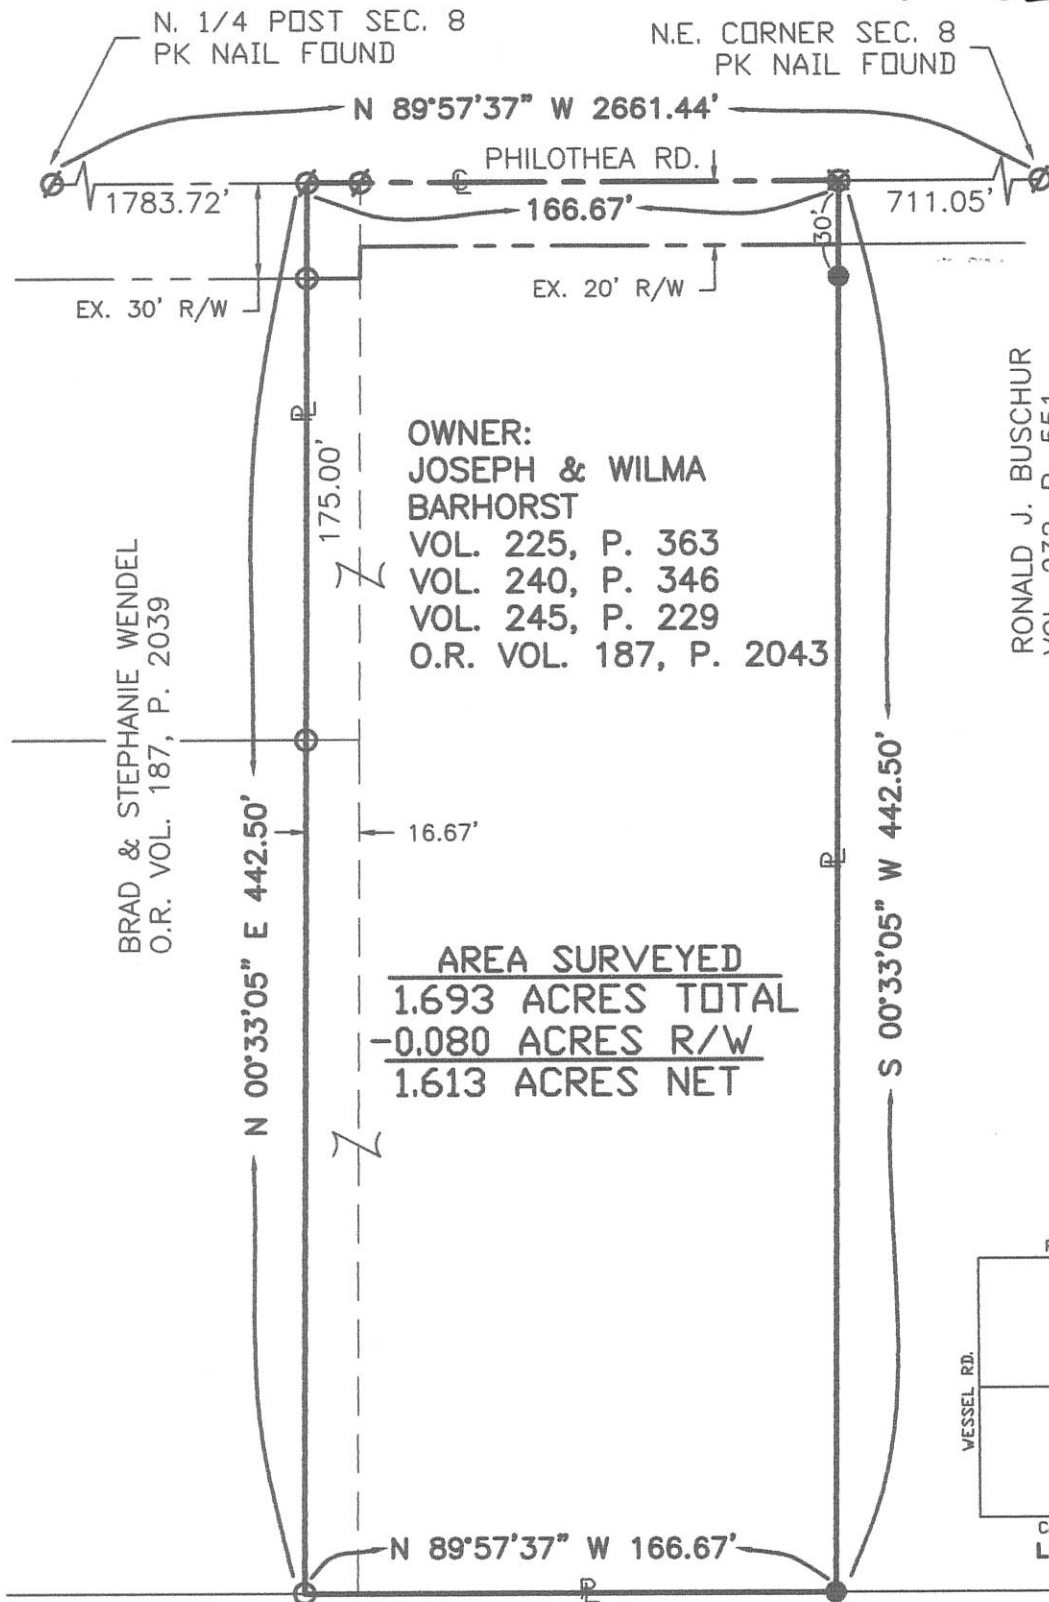 N. 1/4 POST SEC. 8
PK NAIL FOUND
N.E. CORNER SEC. 8
PK NAIL FOUND
N 89°57'37" W 2661.44'
PHILOTHEA RD.
1783.72'
166.67'
711.05'
30'
EX. 30' R/W
EX. 20' R/W
175.00'
OWNER:
JOSEPH & WILMA
BARHORST
VOL. 225, P. 363
VOL. 240, P. 346
VOL. 245, P. 229
O.R. VOL. 187, P. 2043
RONALD J. BUSCHUR
BRAD & STEPHANIE WENDEL
O.R. VOL. 187, P. 2039
N 00°33'05" E 442.50'
16.67'
S 00°33'05" W 442.50'
AREA SURVEYED
1.693 ACRES TOTAL
-0.080 ACRES R/W
1.613 ACRES NET
WESSEL RD.
N 89°57'37" W 166.67'